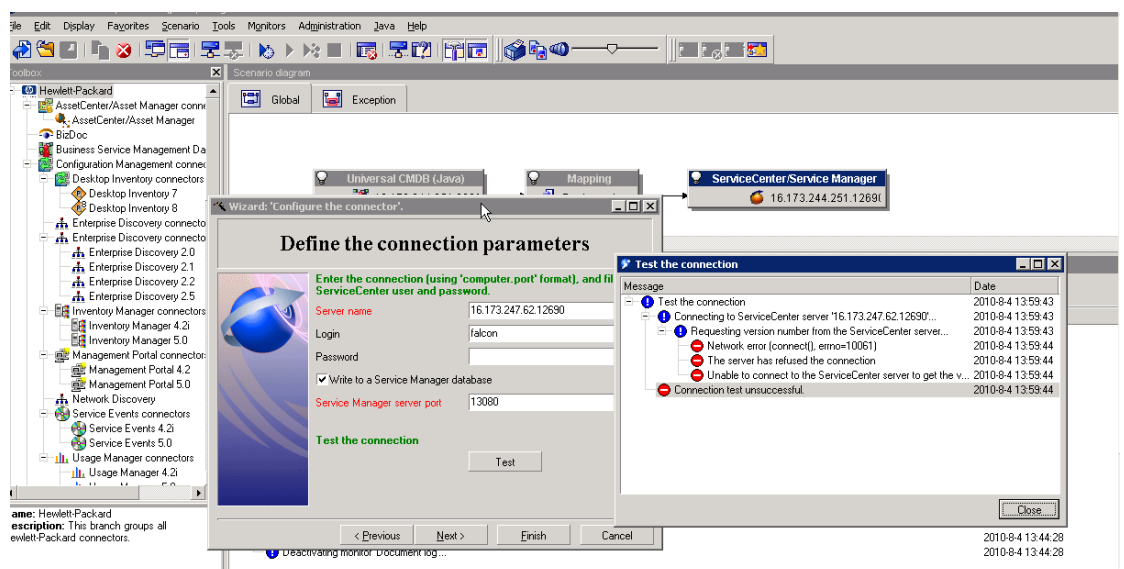 File Edit Display Favorites Scenario Tools Monitors Administration Java Help
oolbox
Scenario diagram
Hewlett-Packard
AssetCenter/Asset Manager conne
AssetCenter/Asset Manager
BizDoc
Business Service Management Da
Configuration Management connec
Desktop Inventory connectors
Desktop Inventory 7
Desktop Inventory 8
Enterprise Discovery connecto
Enterprise Discovery connecto
Enterprise Discovery 2.0
Enterprise Discovery 2.1
Enterprise Discovery 2.2
Enterprise Discovery 2.5
Inventory Manager connectors
Inventory Manager 4.2i
Inventory Manager 5.0
Management Portal connector
Management Portal 4.2
Management Portal 5.0
Network Discovery
Service Events connectors
Service Events 4.2i
Service Events 5.0
Usage Manager connectors
Usage Manager 4.2i
ame: Hewlett-Packard
escription: This branch groups all
ewlett-Packard connectors.
Global
Exception
Universal CMDB (Java)
Mapping
ServiceCenter/Service Manager
16.173.244.251.1269(
Wizard: 'Configure the connector'.
Define the connection parameters
Enter the connection (using 'computer.port' format), and fil
ServiceCenter user and password.
Server name 16.173.247.62.12690
Login falcon
Password
Write to a Service Manager database
Service Manager server port 13080
Test the connection
Test
< Previous Next > Finish Cancel
Test the connection
Message Date
Test the connection 2010-8-4 13:59:43
Connecting to ServiceCenter server '16.173.247.62.12690'... 2010-8-4 13:59:43
Requesting version number from the ServiceCenter server... 2010-8-4 13:59:43
Network error (connect(), errno=10061) 2010-8-4 13:59:44
The server has refused the connection 2010-8-4 13:59:44
Unable to connect to the ServiceCenter server to get the v... 2010-8-4 13:59:44
Connection test unsuccessful. 2010-8-4 13:59:44
Close
2010-8-4 13:44:28
Deactivating monitor 'Document log'... 2010-8-4 13:44:28